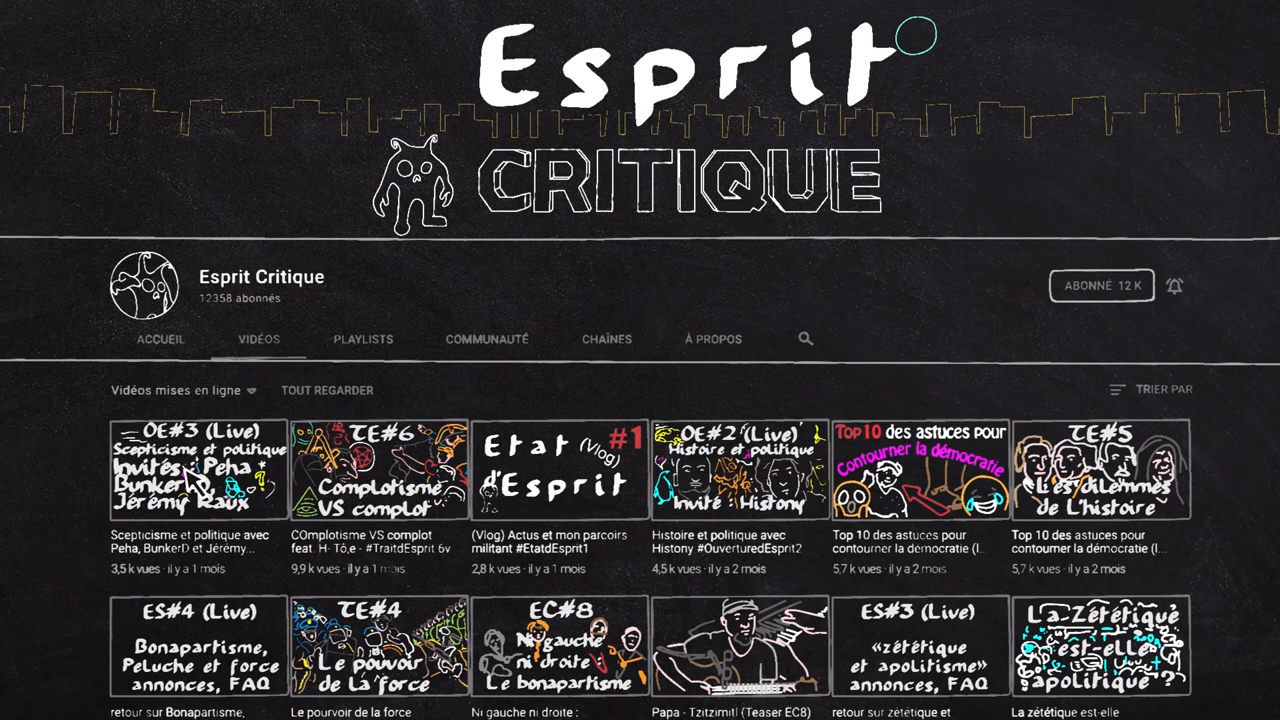 Esprit
CRITIQUE
Esprit Critique
12358 abonnés
ABONNÉ 12 K
ACCUEIL
VIDÉOS
PLAYLISTS
COMMUNAUTÉ
CHAÎNES
À PROPOS
Vidéos mises en ligne
TOUT REGARDER
TRIER PAR
OE#3 (Live)
Scepticisme et politique
Invités : Peha
BunkerD
Jérémy Raux
TE#6
Complotisme
VS complot
Etat (Vlog) #1
d'Esprit
OE#2 (Live)
Histoire et politique
Invité : Histony
Top 10 des astuces pour
Contourner la démocratie
TE#5
Les dilemmes
de L'histoire
Scepticisme et politique avec
Peha, BunkerD et Jérémy...
3,5 k vues · il y a 1 mois
COmplotisme VS complot
feat. H- Tô,e - #TraitdEsprit 6v
9,9 k vues · il y a 1 mois
(Vlog) Actus et mon parcoirs
militant #EtatdEsprit1
2,8 k vues · il y a 1 mois
Histoire et politique avec
Histony #OuverturedEsprit2
4,5 k vues · il y a 2 mois
Top 10 des astuces pour
contourner la démocratie (I...
5,7 k vues · il y a 2 mois
Top 10 des astuces pour
contourner la démocratie (I...
5,7 k vues · il y a 2 mois
ES#4 (Live)
Bonapartisme,
Peluche et force
annonces, FAQ
TE#4
Le pouvoir
de la force
EC#8
Ni gauche
ni droite :
Le bonapartisme
ES#3 (Live)
«zététique
et apolitisme»
annonces, FAQ
La Zététique
est-elle
apolitique ?
retour sur Bonapartisme,
Le pourvoir de la force
Ni gauche ni droite :
Papa - Tzitzimitl (Teaser EC8)
retour sur zététique et
La zététique est-elle